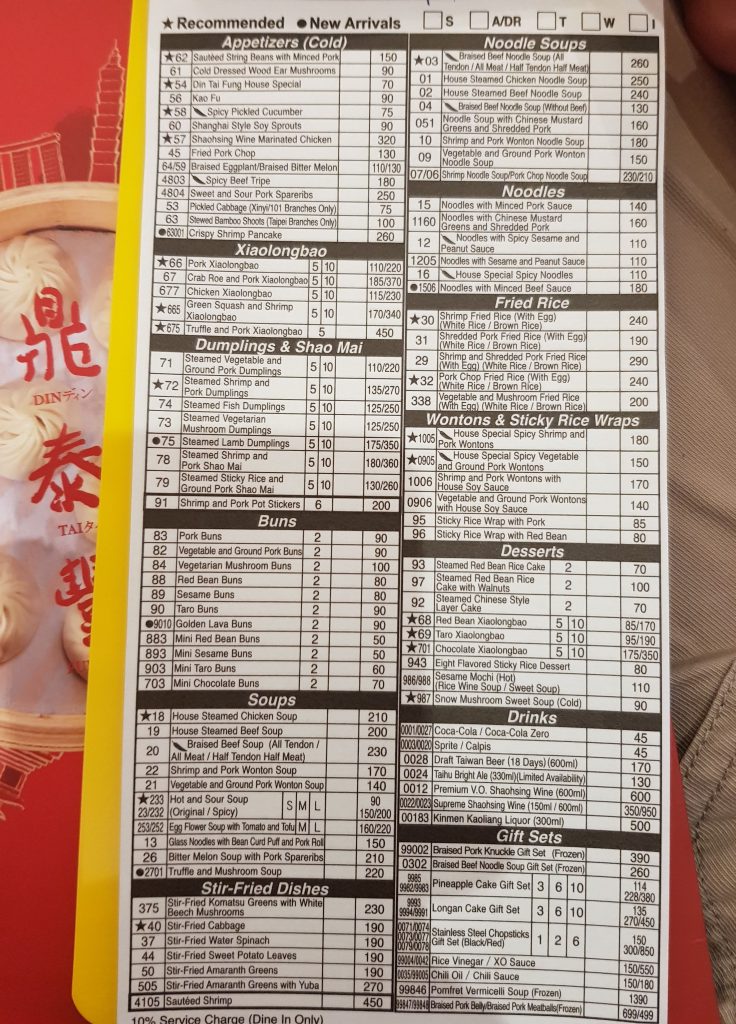 ★Recommended ●New Arrivals S A/DR T W I
Appetizers (Cold)
★62 Sautéed String Beans with Minced Pork 150
61 Cold Dressed Wood Ear Mushrooms 90
★54 Din Tai Fung House Special 70
56 Kao Fu 90
★58 Spicy Pickled Cucumber 75
60 Shanghai Style Soy Sprouts 90
★57 Shaohsing Wine Marinated Chicken 320
45 Fried Pork Chop 130
64/59 Braised Eggplant/Braised Bitter Melon 110/130
4803 Spicy Beef Tripe 180
4804 Sweet and Sour Pork Spareribs 250
53 Pickled Cabbage (Xinyi/101 Branches Only) 75
63 Stewed Bamboo Shoots (Taipei Branches Only) 100
●63001 Crispy Shrimp Pancake 260
Xiaolongbao
★66 Pork Xiaolongbao 5 10 110/220
67 Crab Roe and Pork Xiaolongbao 5 10 185/370
677 Chicken Xiaolongbao 5 10 115/230
★665 Green Squash and Shrimp
Xiaolongbao 5 10 170/340
★675 Truffle and Pork Xiaolongbao 5 450
Dumplings & Shao Mai
71 Steamed Vegetable and
Ground Pork Dumplings 5 10 110/220
★72 Steamed Shrimp and
Pork Dumplings 5 10 135/270
74 Steamed Fish Dumplings 5 10 125/250
73 Steamed Vegetarian
Mushroom Dumplings 5 10 125/250
●75 Steamed Lamb Dumplings 5 10 175/350
78 Steamed Shrimp and
Pork Shao Mai 5 10 180/360
79 Steamed Sticky Rice and
Ground Pork Shao Mai 5 10 130/260
91 Shrimp and Pork Pot Stickers 6 200
Buns
83 Pork Buns 2 90
82 Vegetable and Ground Pork Buns 2 90
84 Vegetarian Mushroom Buns 2 100
88 Red Bean Buns 2 80
89 Sesame Buns 2 80
90 Taro Buns 2 90
●9010 Golden Lava Buns 2 90
883 Mini Red Bean Buns 2 50
893 Mini Sesame Buns 2 50
903 Mini Taro Buns 2 60
703 Mini Chocolate Buns 2 70
Soups
★18 House Steamed Chicken Soup 210
19 House Steamed Beef Soup 200
20 Braised Beef Soup (All Tendon /
All Meat / Half Tendon Half Meat) 230
22 Shrimp and Pork Wonton Soup 170
21 Vegetable and Ground Pork Wonton Soup 140
★233 Hot and Sour Soup S M L 90
23/232 (Original / Spicy) 150/200
253/252 Egg Flower Soup with Tomato and Tofu M L 160/220
13 Glass Noodles with Bean Curd Puff and Pork Roll 150
26 Bitter Melon Soup with Pork Spareribs 210
●2701 Truffle and Mushroom Soup 220
Stir-Fried Dishes
375 Stir-Fried Komatsu Greens with White
Beech Mushrooms 230
★40 Stir-Fried Cabbage 190
37 Stir-Fried Water Spinach 190
44 Stir-Fried Sweet Potato Leaves 190
50 Stir-Fried Amaranth Greens 190
505 Stir-Fried Amaranth Greens with Yuba 270
4105 Sautéed Shrimp 450
10% Service Charge (Dine In Only)
Noodle Soups
★03 Braised Beef Noodle Soup (All
Tendon / All Meat / Half Tendon Half Meat) 260
01 House Steamed Chicken Noodle Soup 250
02 House Steamed Beef Noodle Soup 240
04 Braised Beef Noodle Soup (Without Beef) 130
051 Noodle Soup with Chinese Mustard
Greens and Shredded Pork 160
10 Shrimp and Pork Wonton Noodle Soup 180
09 Vegetable and Ground Pork Wonton
Noodle Soup 150
07/06 Shrimp Noodle Soup/Pork Chop Noodle Soup 230/210
Noodles
15 Noodles with Minced Pork Sauce 140
1160 Noodles with Chinese Mustard
Greens and Shredded Pork 160
12 Noodles with Spicy Sesame and
Peanut Sauce 110
1205 Noodles with Sesame and Peanut Sauce 110
16 House Special Spicy Noodles 110
●1506 Noodles with Minced Beef Sauce 180
Fried Rice
★30 Shrimp Fried Rice (With Egg)
(White Rice / Brown Rice) 240
31 Shredded Pork Fried Rice (With Egg)
(White Rice / Brown Rice) 190
29 Shrimp and Shredded Pork Fried Rice
(With Egg) (White Rice / Brown Rice) 290
★32 Pork Chop Fried Rice (With Egg)
(White Rice / Brown Rice) 240
338 Vegetable and Mushroom Fried Rice
(With Egg) (White Rice / Brown Rice) 200
Wontons & Sticky Rice Wraps
★1005 House Special Spicy Shrimp and
Pork Wontons 180
★0905 House Special Spicy Vegetable
and Ground Pork Wontons 150
1006 Shrimp and Pork Wontons with
House Soy Sauce 170
0906 Vegetable and Ground Pork Wontons
with House Soy Sauce 140
95 Sticky Rice Wrap with Pork 85
96 Sticky Rice Wrap with Red Bean 80
Desserts
93 Steamed Red Bean Rice Cake 2 70
97 Steamed Red Bean Rice
Cake with Walnuts 2 100
92 Steamed Chinese Style
Layer Cake 2 70
★68 Red Bean Xiaolongbao 5 10 85/170
★69 Taro Xiaolongbao 5 10 95/190
★701 Chocolate Xiaolongbao 5 10 175/350
943 Eight Flavored Sticky Rice Dessert 80
986/988 Sesame Mochi (Hot)
(Rice Wine Soup / Sweet Soup) 110
★987 Snow Mushroom Sweet Soup (Cold) 90
Drinks
0001/0027 Coca-Cola / Coca-Cola Zero 45
0003/0020 Sprite / Calpis 45
0028 Draft Taiwan Beer (18 Days) (600ml) 170
0024 Taihu Bright Ale (330ml)(Limited Availability) 130
0012 Premium V.O. Shaohsing Wine (600ml) 600
0022/0023 Supreme Shaohsing Wine (150ml / 600ml) 350/950
00183 Kinmen Kaoliang Liquor (300ml) 500
Gift Sets
99002 Braised Pork Knuckle Gift Set (Frozen) 390
0302 Braised Beef Noodle Soup Gift Set (Frozen) 260
9985
9982/9983 Pineapple Cake Gift Set 3 6 10 114
228/380
9993
9994/9991 Longan Cake Gift Set 3 6 10 135
270/450
0071/0074
0073/0077
0079/0078 Stainless Steel Chopsticks
Gift Set (Black/Red) 1 2 6 150
300/850
99004/0042 Rice Vinegar / XO Sauce 150/550
0035/99005 Chili Oil / Chili Sauce 150/180
99846 Pomfret Vermicelli Soup (Frozen) 1390
99847/99848 Braised Pork Belly/Braised Pork Meatballs(Frozen) 699/499
鼎
DINディン
泰
TAIタ
豐